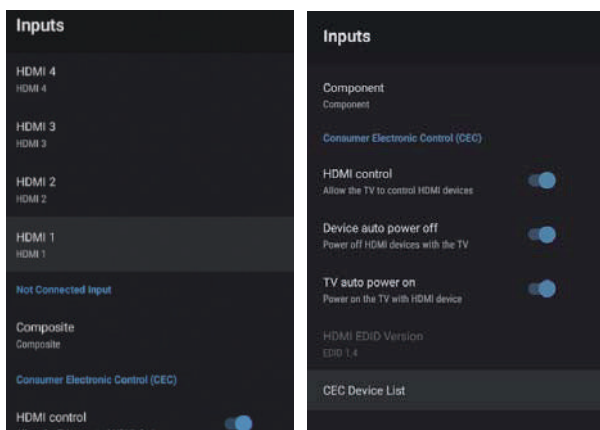 Inputs
HDMI 4
HDMI 4
HDMI 3
HDMI 3
HDMI 2
HDMI 2
HDMI 1
HDMI 1
Not Connected Input
Composite
Composite
Consumer Electronic Control (CEC)
HDMI control
Inputs
Component
Component
Consumer Electronic Control (CEC)
HDMI control
Allow the TV to control HDMI devices
Device auto power off
Power off HDMI devices with the TV
TV auto power on
Power on the TV with HDMI device
HDMI EDID Version
EDID 1.4
CEC Device List